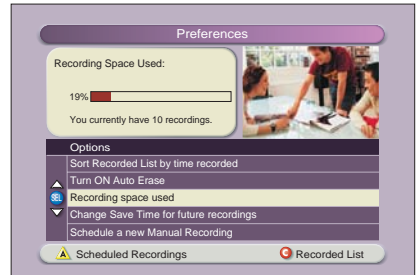 Preferences
Recording Space Used:
19%
You currently have 10 recordings.
Options
Sort Recorded List by time recorded
Turn ON Auto Erase
SEL Recording space used
Change Save Time for future recordings
Schedule a new Manual Recording
A Scheduled Recordings C Recorded List